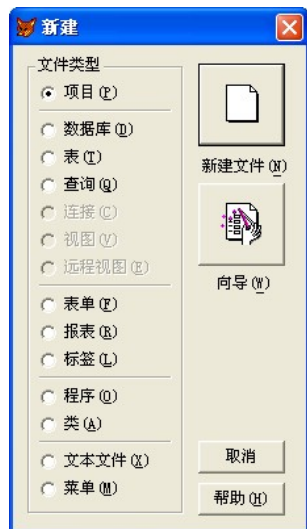 新建
文件类型
项目(P)
数据库(D)
表(T)
查询(Q)
连接(C)
视图(V)
远程视图(E)
表单(F)
报表(R)
标签(L)
程序(O)
类(A)
文本文件(X)
菜单(M)
新建文件(N)
向导(W)
取消
帮助(H)